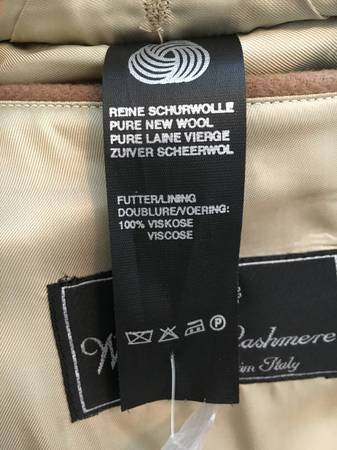 REINE SCHURWOLLE
PURE NEW WOOL
PURE LAINE VIERGE
ZUIVER SCHEERWOL
FUTTER/LINING
DOUBLURE/VOERING:
100% VISKOSE
VISCOSE
P
Cashmere
in Italy